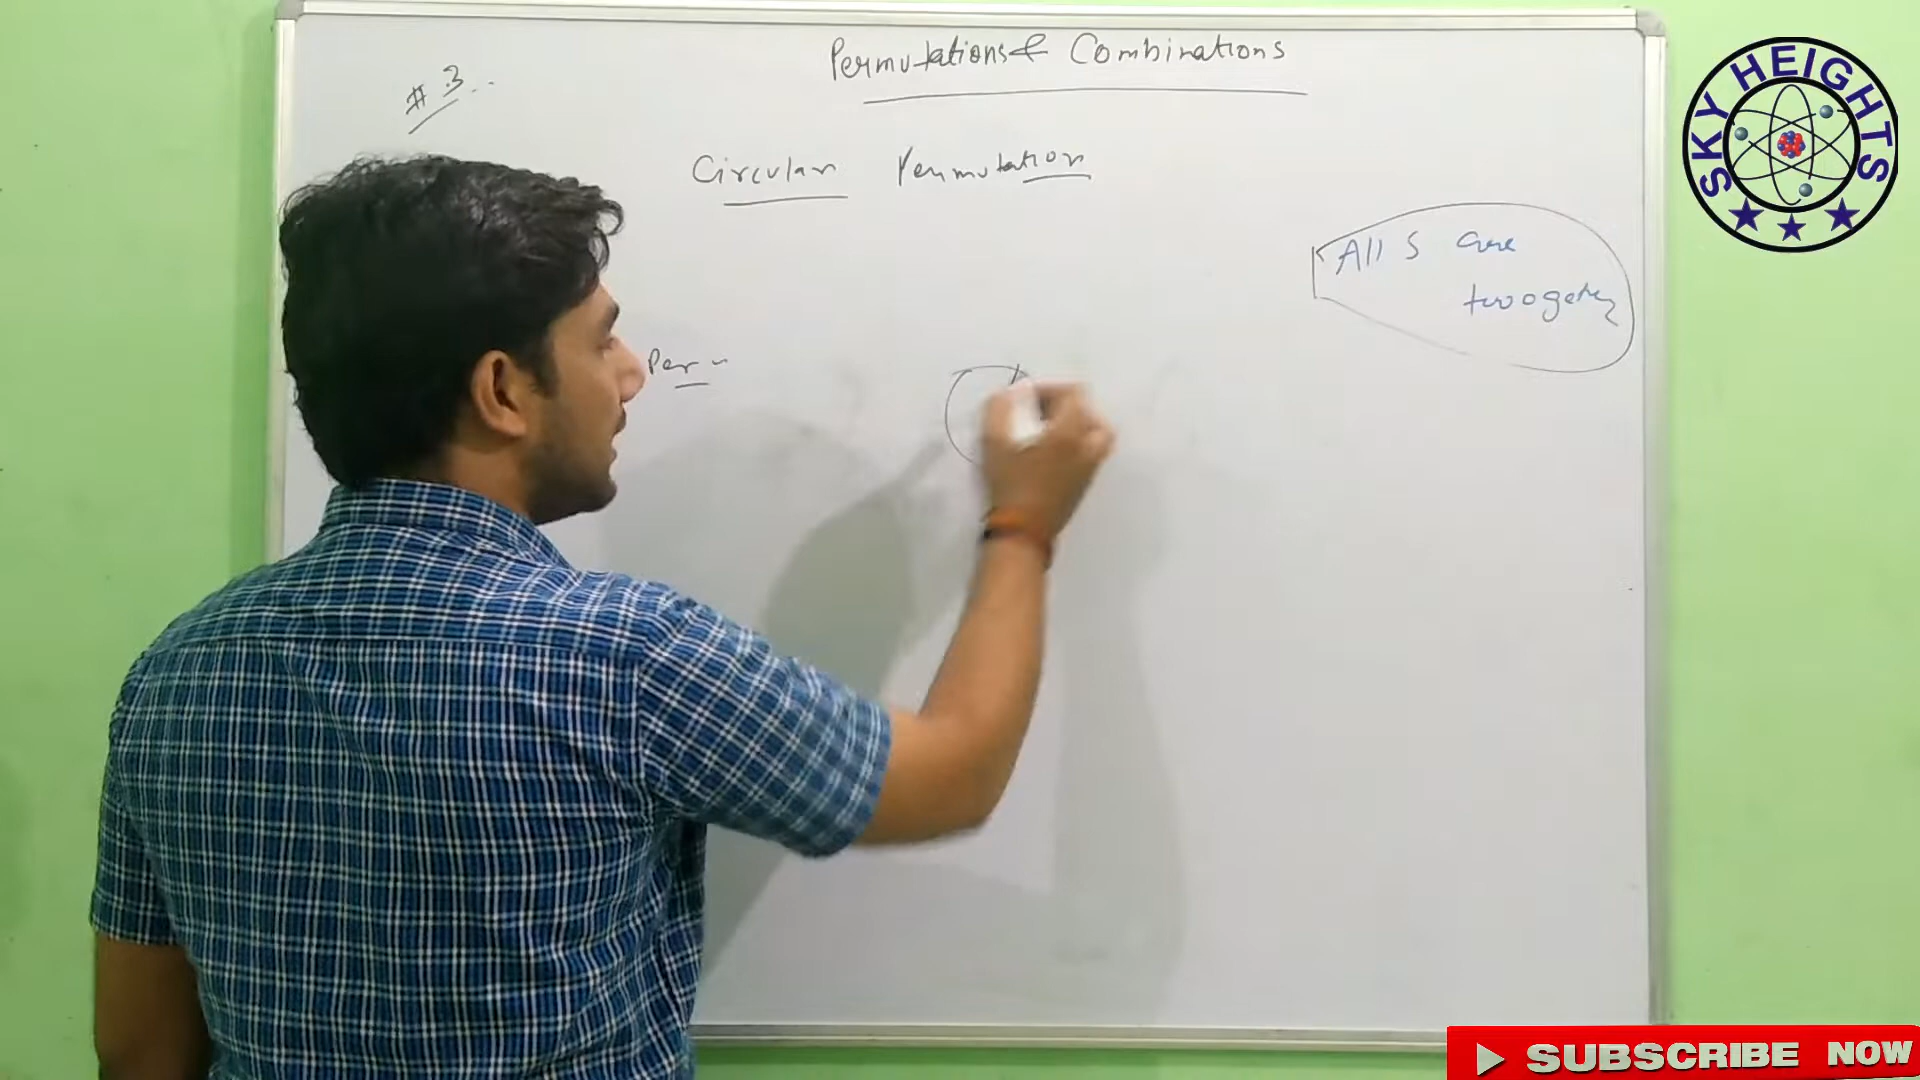 Permutations & Combinations
# 3..
Circular Permutation
All S are
twogether
Per
SKY HEIGHTS
SUBSCRIBE NOW